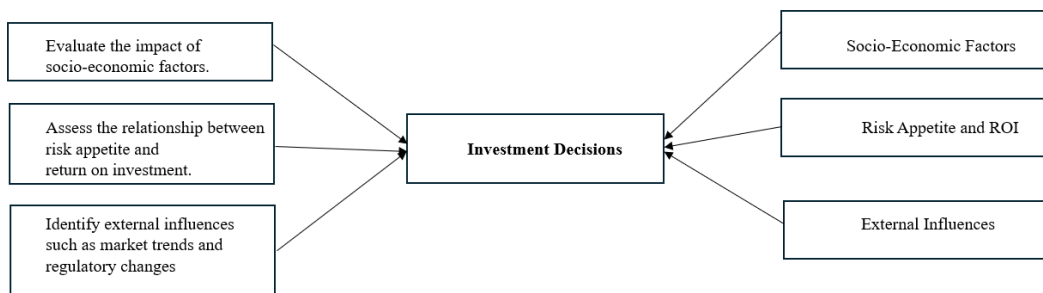 Evaluate the impact of
socio-economic factors.
Assess the relationship between
risk appetite and
return on investment.
Identify external influences
such as market trends and
regulatory changes
Investment Decisions
Socio-Economic Factors
Risk Appetite and ROI
External Influences